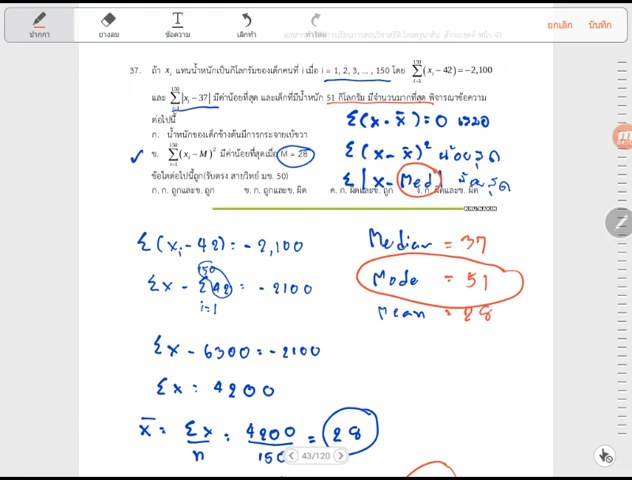 ปากกา
ยางลบ
ข้อความ
เลิกทำ
ทำใหม่
ยกเลิก
บันทึก
37. ถ้า xᵢ แทนน้ำหนักเป็นกิโลกรัมของเด็กคนที่ i เมื่อ i = 1, 2, 3, ... , 150 โดย 150 ∑ i=1 (xᵢ − 42) = −2,100
และ 150 ∑ i=1 |xᵢ − 37| มีค่าน้อยที่สุด และเด็กที่มีน้ำหนัก 51 กิโลกรัม มีจำนวนมากที่สุด พิจารณาข้อความ
ต่อไปนี้
Σ(x - x̄) = 0 เสมอ
ก. น้ำหนักของเด็กข้างต้นมีการกระจายเบ้ขวา
Σ(x - x̄)² น้อยสุด
ข. 150 ∑ i=1 (xᵢ − M)² มีค่าน้อยที่สุดเมื่อ M = 28
Σ|x - Med| น้อยสุด
ข้อใดต่อไปนี้ถูก (รับตรง สายวิทย์ มข. 50)
ก. ก. ถูกและข. ถูก
ข. ก. ถูกและข. ผิด
ค. ก. ผิดและข. ถูก
ง. ก. ผิดและข. ผิด
Σ(xᵢ - 42) = - 2,100
Median = 37
Σx - 150 Σ i=1 42 = - 2100
Mode = 51
Mean = 28
Σx - 6300 = - 2100
Σx = 4200
x̄ = Σx / n = 4200 / 150 = 28
43/120